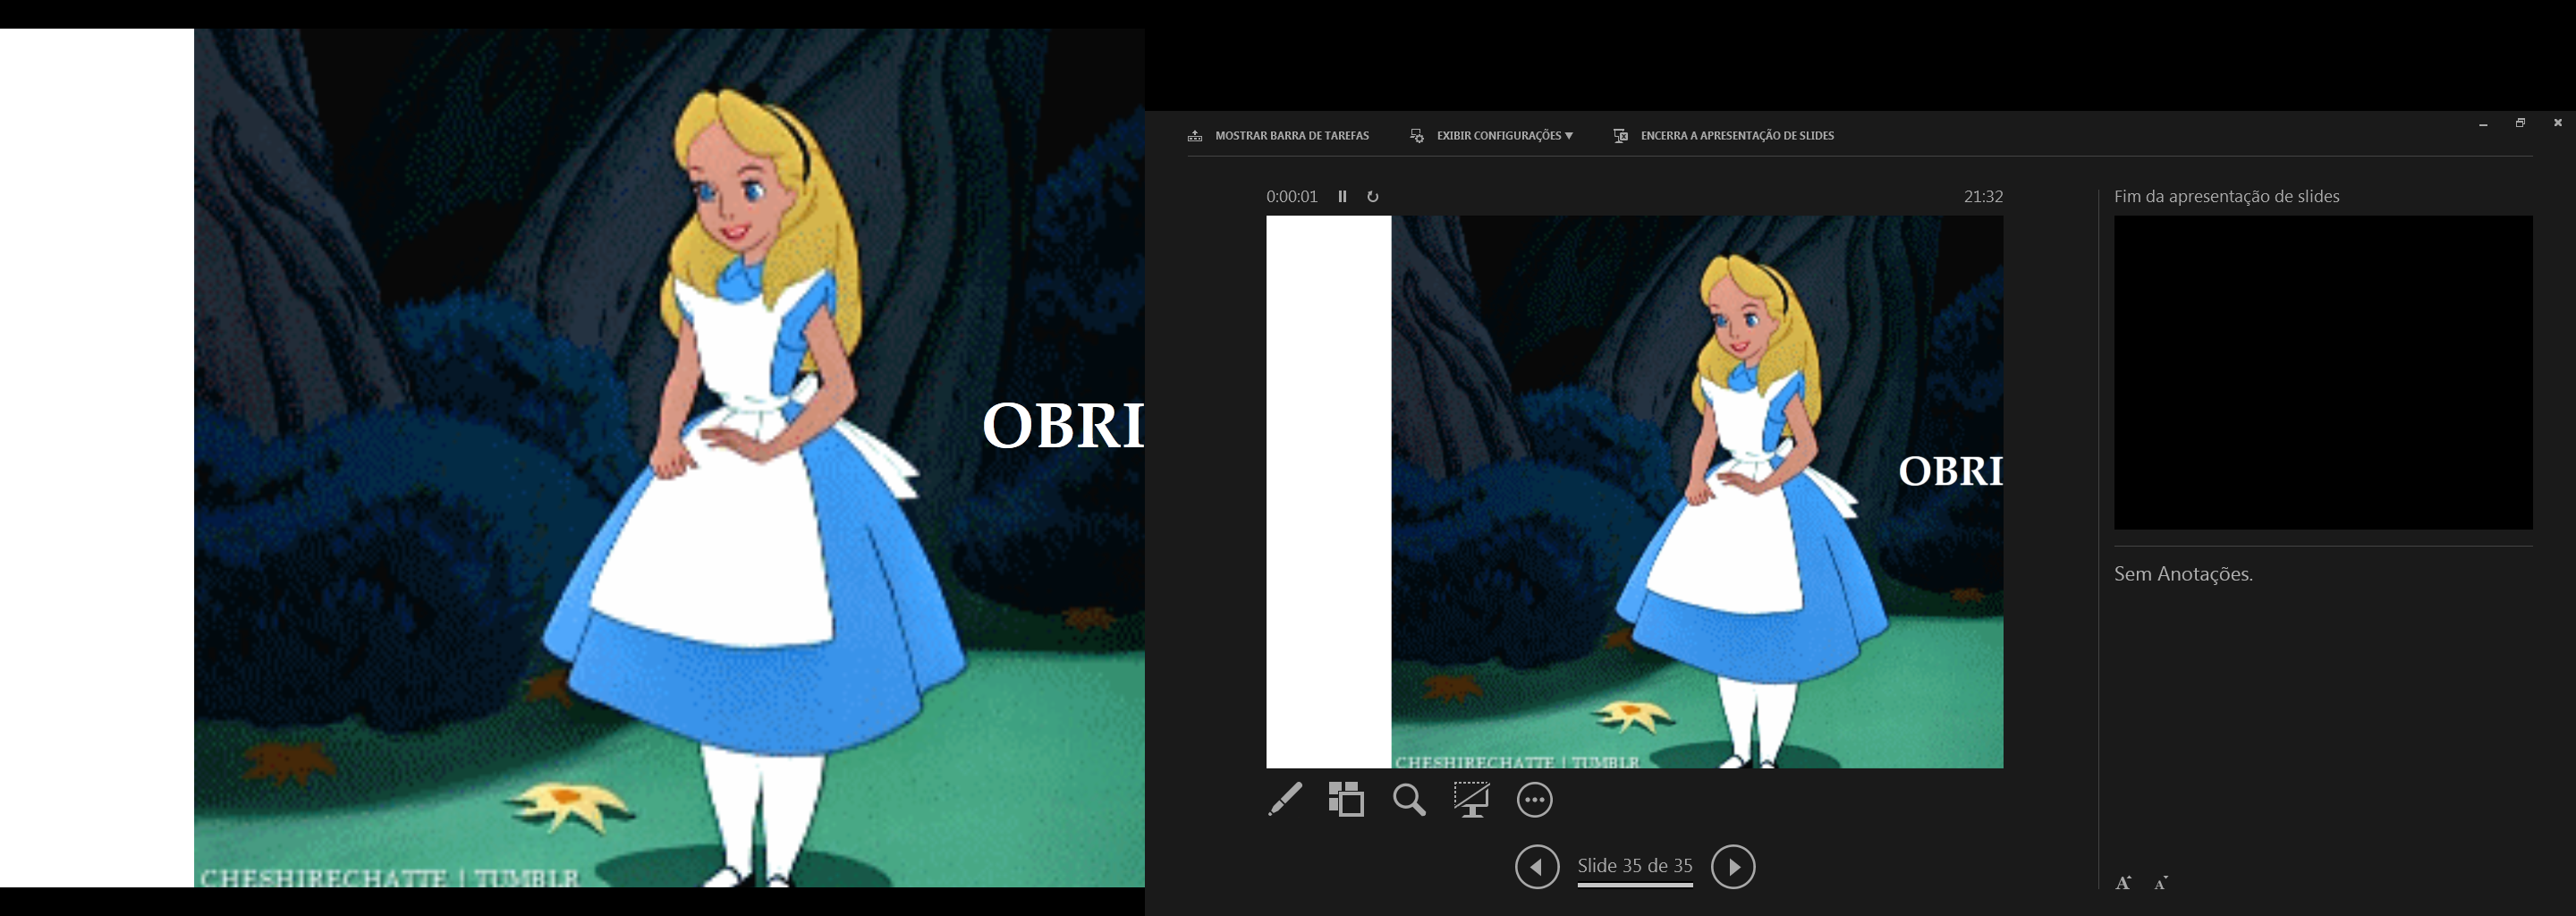 OBRI
CHESHIRECHATTE | TUMBLR
MOSTRAR BARRA DE TAREFAS
EXIBIR CONFIGURAÇÕES
ENCERRA A APRESENTAÇÃO DE SLIDES
0:00:01
21:32
OBRI
CHESHIRECHATTE | TUMBLR
Slide 35 de 35
Fim da apresentação de slides
Sem Anotações.
A A